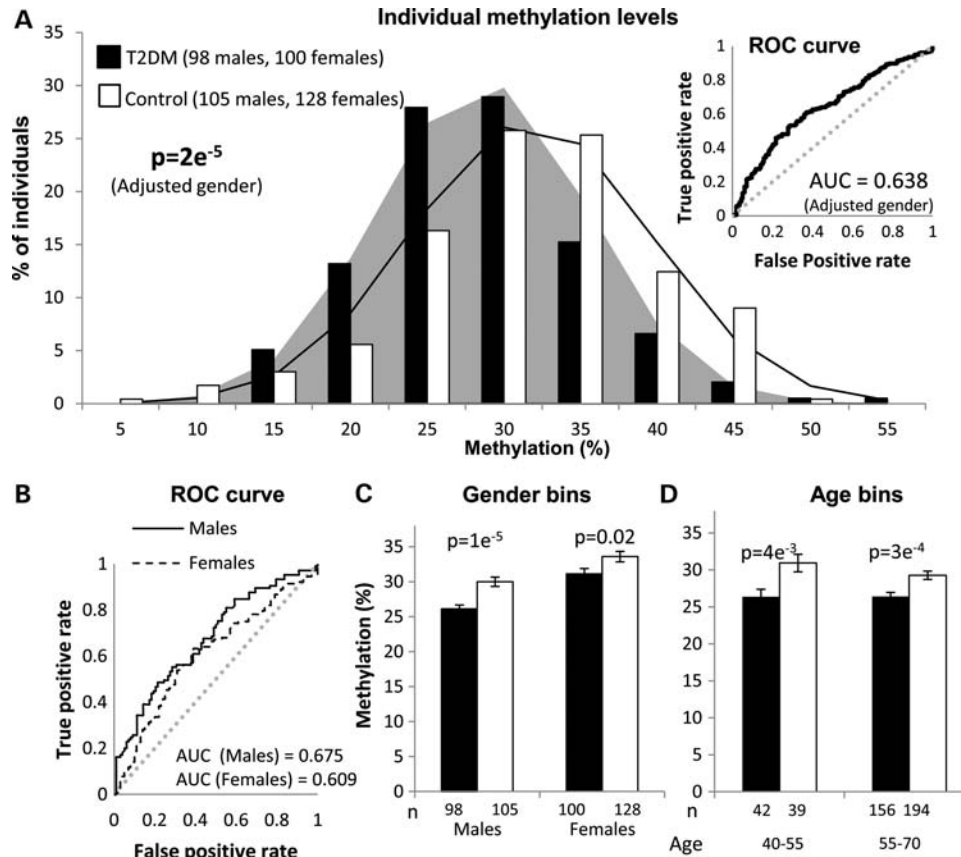 A
Individual methylation levels
35
30
25
20
15
10
5
0
% of individuals
T2DM (98 males, 100 females)
Control (105 males, 128 females)
p=2e-5
(Adjusted gender)
5 10 15 20 25 30 35 40 45 50 55
Methylation (%)
ROC curve
1
0.8
0.6
0.4
0.2
0
True positive rate
AUC = 0.638
(Adjusted gender)
0 0.2 0.4 0.6 0.8 1
False Positive rate
B
ROC curve
Males
Females
1
0.8
0.6
0.4
0.2
0
True positive rate
AUC (Males) = 0.675
AUC (Females) = 0.609
0 0.2 0.4 0.6 0.8 1
False positive rate
C
Gender bins
35
30
25
20
15
10
5
0
Methylation (%)
p=1e-5
p=0.02
n 98 105 100 128
Males Females
D
Age bins
35
30
25
20
15
10
5
0
p=4e-3
p=3e-4
n 42 39 156 194
Age 40-55 55-70